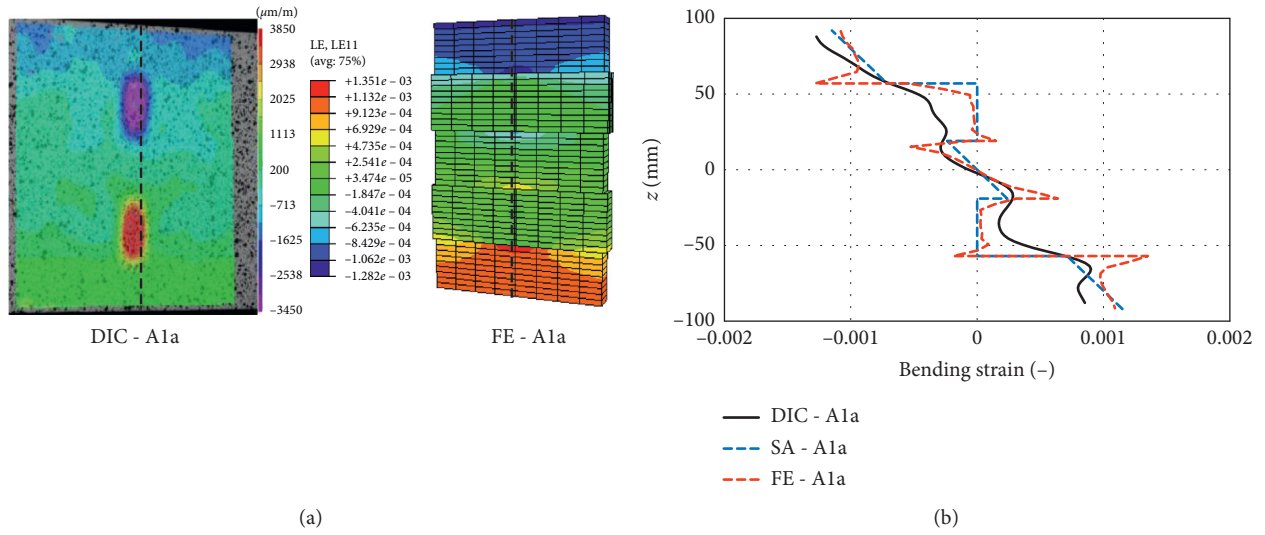 (μm/m)
3850
2938
2025
1113
200
−713
−1625
−2538
−3450
DIC - A1a
LE, LE11
(avg: 75%)
+1.351e − 03
+1.132e − 03
+9.123e − 04
+6.929e − 04
+4.735e − 04
+2.541e − 04
+3.474e − 05
−1.847e − 04
−4.041e − 04
−6.235e − 04
−8.429e − 04
−1.062e − 03
−1.282e − 03
FE - A1a
(a)
100
50
0
−50
−100
z (mm)
−0.002
−0.001
0
0.001
0.002
Bending strain (–)
DIC - A1a
SA - A1a
FE - A1a
(b)